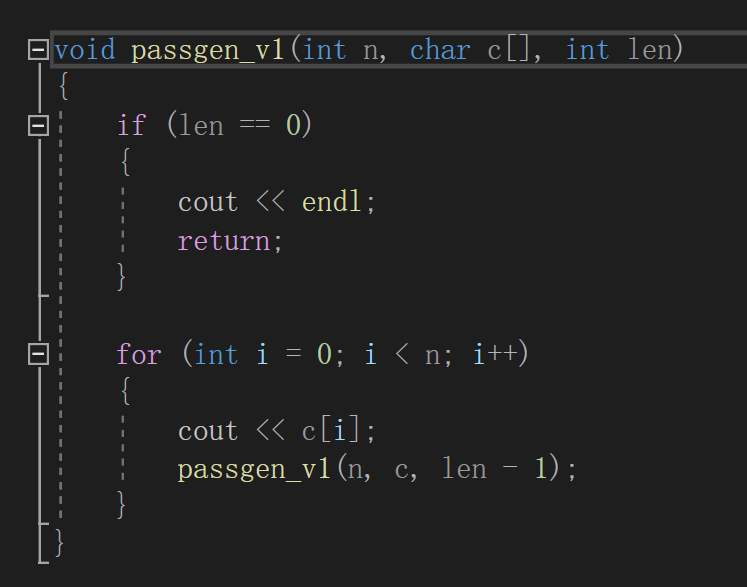 void passgen_v1(int n, char c[], int len)
{
if (len == 0)
{
cout << endl;
return;
}
for (int i = 0; i < n; i++)
{
cout << c[i];
passgen_v1(n, c, len - 1);
}
}